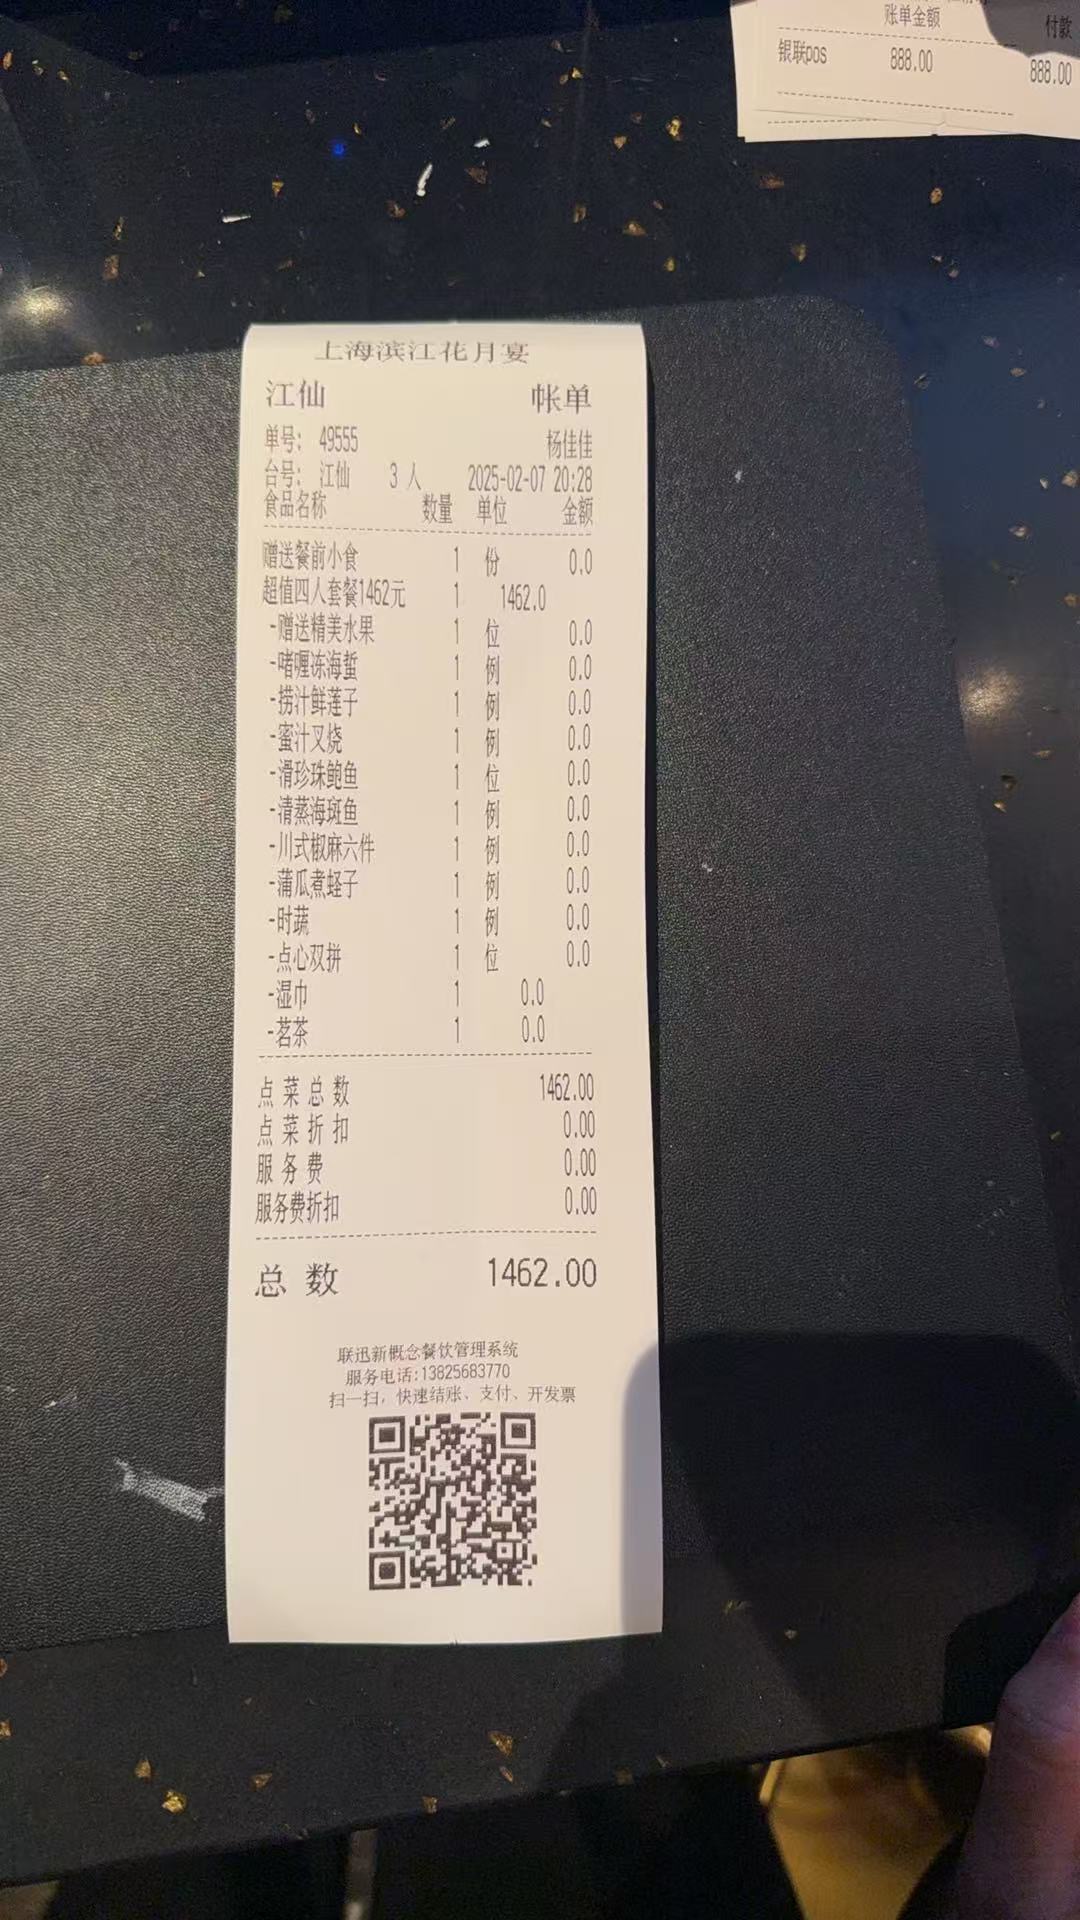 账单金额
付款
银联pos 888.00 888.00
上海滨江花月宴
江仙 帐单
单号: 49555 杨佳佳
台号: 江仙 3 人 2025-02-07 20:28
食品名称 数量 单位 金额
赠送餐前小食 1 份 0.0
超值四人套餐1462元 1 1462.0
-赠送精美水果 1 位 0.0
-啫喱冻海蜇 1 例 0.0
-捞汁鲜莲子 1 例 0.0
-蜜汁叉烧 1 例 0.0
-滑珍珠鲍鱼 1 位 0.0
-清蒸海斑鱼 1 例 0.0
-川式椒麻六件 1 例 0.0
-蒲瓜煮蛏子 1 例 0.0
-时蔬 1 例 0.0
-点心双拼 1 位 0.0
-湿巾 1 0.0
-茗茶 1 0.0
点菜总数 1462.00
点菜折扣 0.00
服务费 0.00
服务费折扣 0.00
总数 1462.00
联迅新概念餐饮管理系统
服务电话:13825683770
扫一扫, 快速结账、支付、开发票